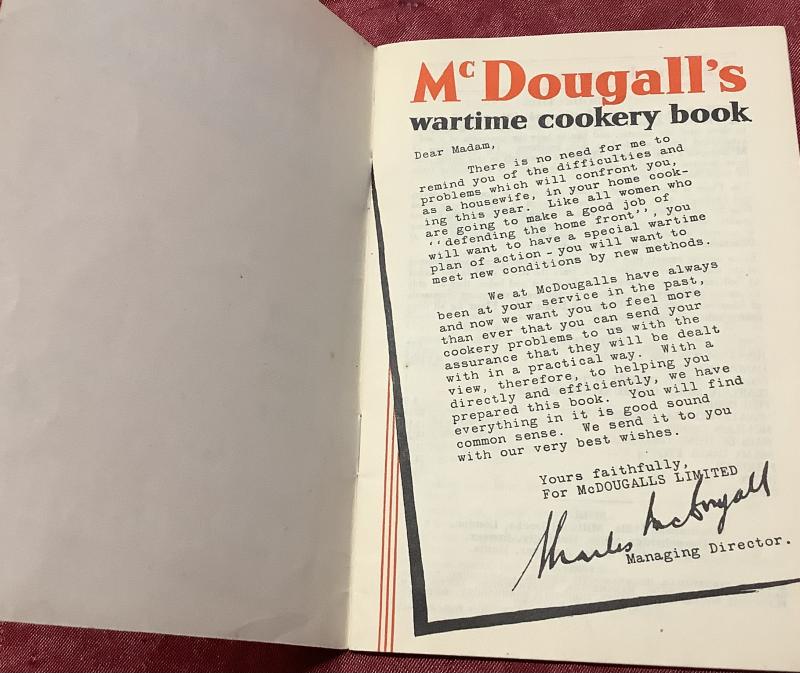 McDougall's
wartime cookery book
Dear Madam,
There is no need for me to
remind you of the difficulties and
problems which will confront you,
as a housewife, in your home cook-
ing this year. Like all women who
are going to make a good job of
‘‘defending the home front’’, you
will want to have a special wartime
plan of action - you will want to
meet new conditions by new methods.
We at McDougalls have always
been at your service in the past,
and now we want you to feel more
than ever that you can send your
cookery problems to us with the
assurance that they will be dealt
with in a practical way. With a
view, therefore, to helping you
directly and efficiently, we have
prepared this book. You will find
everything in it is good sound
common sense. We send it to you
with our very best wishes.
Yours faithfully,
For McDOUGALLS LIMITED
Charles McDougall
Managing Director.